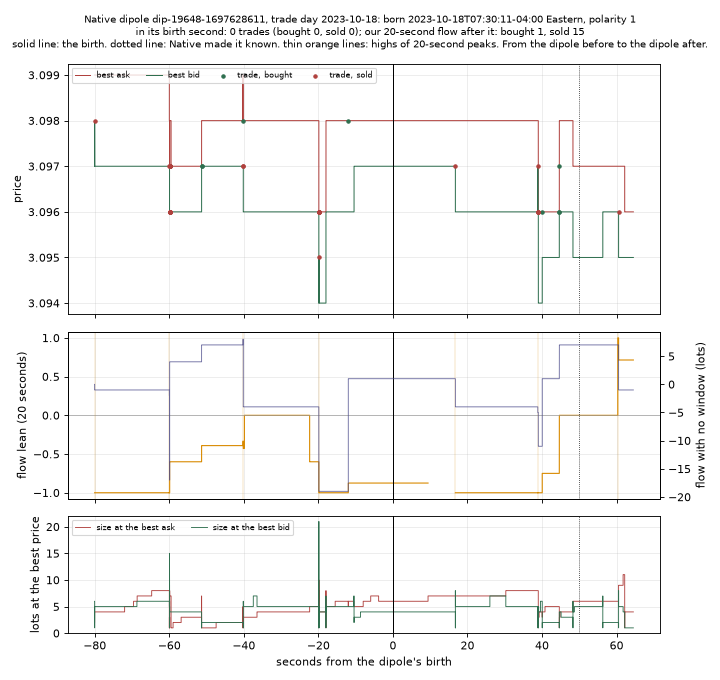 Native dipole dip-19648-1697628611, trade day 2023-10-18: born 2023-10-18T07:30:11-04:00 Eastern, polarity 1
in its birth second: 0 trades (bought 0, sold 0); our 20-second flow after it: bought 1, sold 15
solid line: the birth. dotted line: Native made it known. thin orange lines: highs of 20-second peaks. From the dipole before to the dipole after.
best ask best bid trade, bought trade, sold
3.099
3.098
3.097
3.096
3.095
3.094
price
1.0
0.5
0.0
−0.5
−1.0
flow lean (20 seconds)
5
0
−5
−10
−15
−20
flow with no window (lots)
size at the best ask size at the best bid
20
15
10
5
0
lots at the best price
−80 −60 −40 −20 0 20 40 60
seconds from the dipole's birth